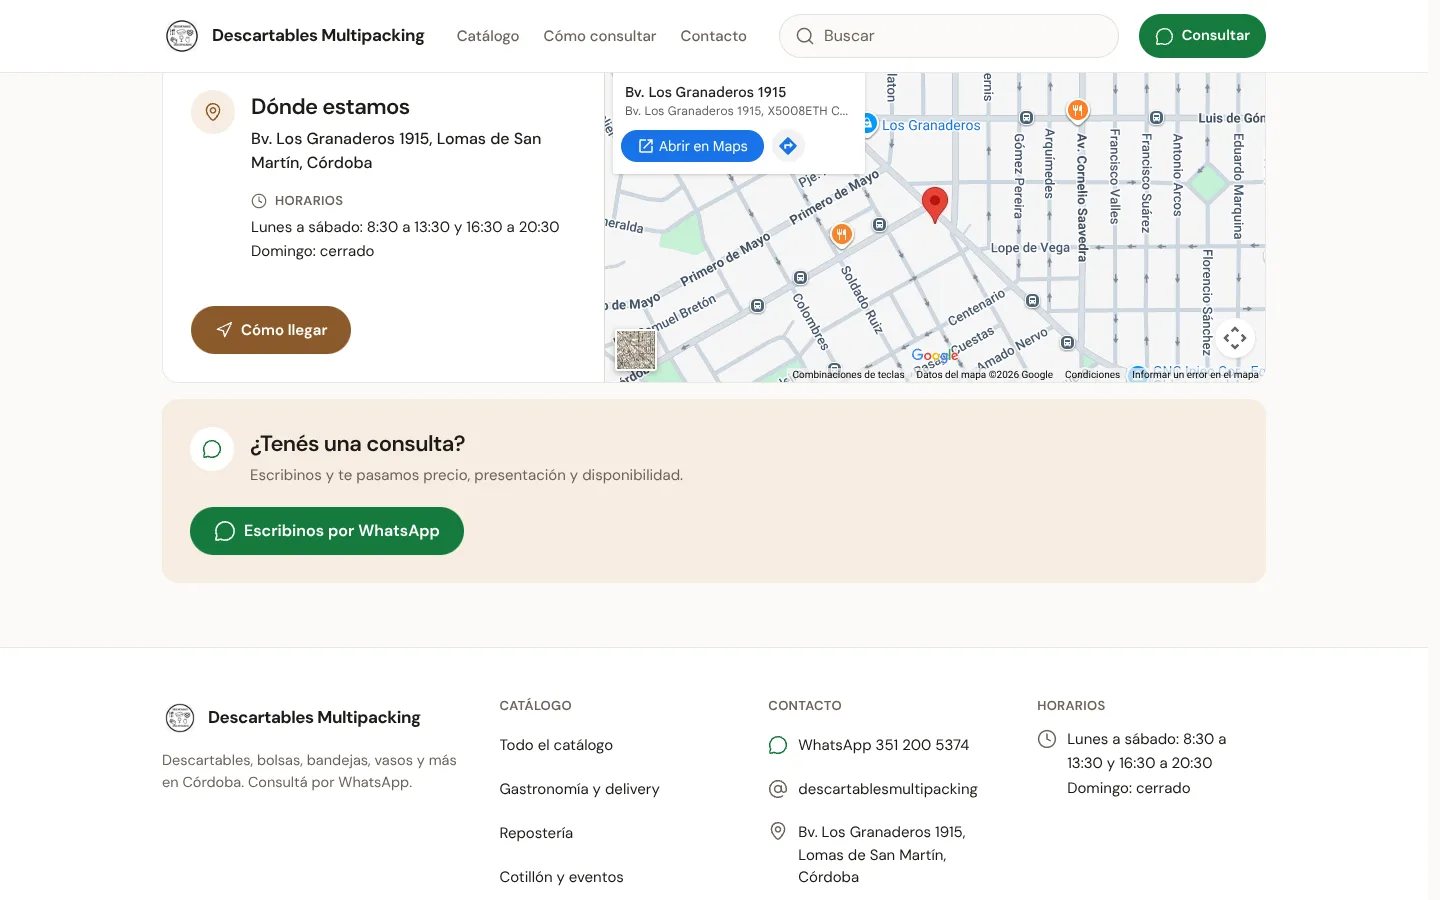 Descartables Multipacking
Catálogo
Cómo consultar
Contacto
Buscar
Consultar
Dónde estamos
Bv. Los Granaderos 1915, Lomas de San
Martín, Córdoba
HORARIOS
Lunes a sábado: 8:30 a 13:30 y 16:30 a 20:30
Domingo: cerrado
Cómo llegar
Bv. Los Granaderos 1915
Bv. Los Granaderos 1915, X5008ETH C...
Abrir en Maps
Los Granaderos
Luis de Gón
Primero de Mayo
Primero de Mayo
o de Mayo
Gómez Pereira
Arquímedes
Av. Cornelio Saavedra
Francisco Valles
Francisco Suárez
Antonio Arcos
Eduardo Marquina
Lope de Vega
Florencio Sánchez
Soldado Ruiz
Colombres
Centenario
Cuestas
Amado Nervo
Google
Combinaciones de teclas
Datos del mapa ©2026 Google
Condiciones
Informar un error en el mapa
¿Tenés una consulta?
Escribinos y te pasamos precio, presentación y disponibilidad.
Escribinos por WhatsApp
Descartables Multipacking
Descartables, bolsas, bandejas, vasos y más
en Córdoba. Consultá por WhatsApp.
CATÁLOGO
Todo el catálogo
Gastronomía y delivery
Repostería
Cotillón y eventos
CONTACTO
WhatsApp 351 200 5374
descartablesmultipacking
Bv. Los Granaderos 1915,
Lomas de San Martín,
Córdoba
HORARIOS
Lunes a sábado: 8:30 a
13:30 y 16:30 a 20:30
Domingo: cerrado